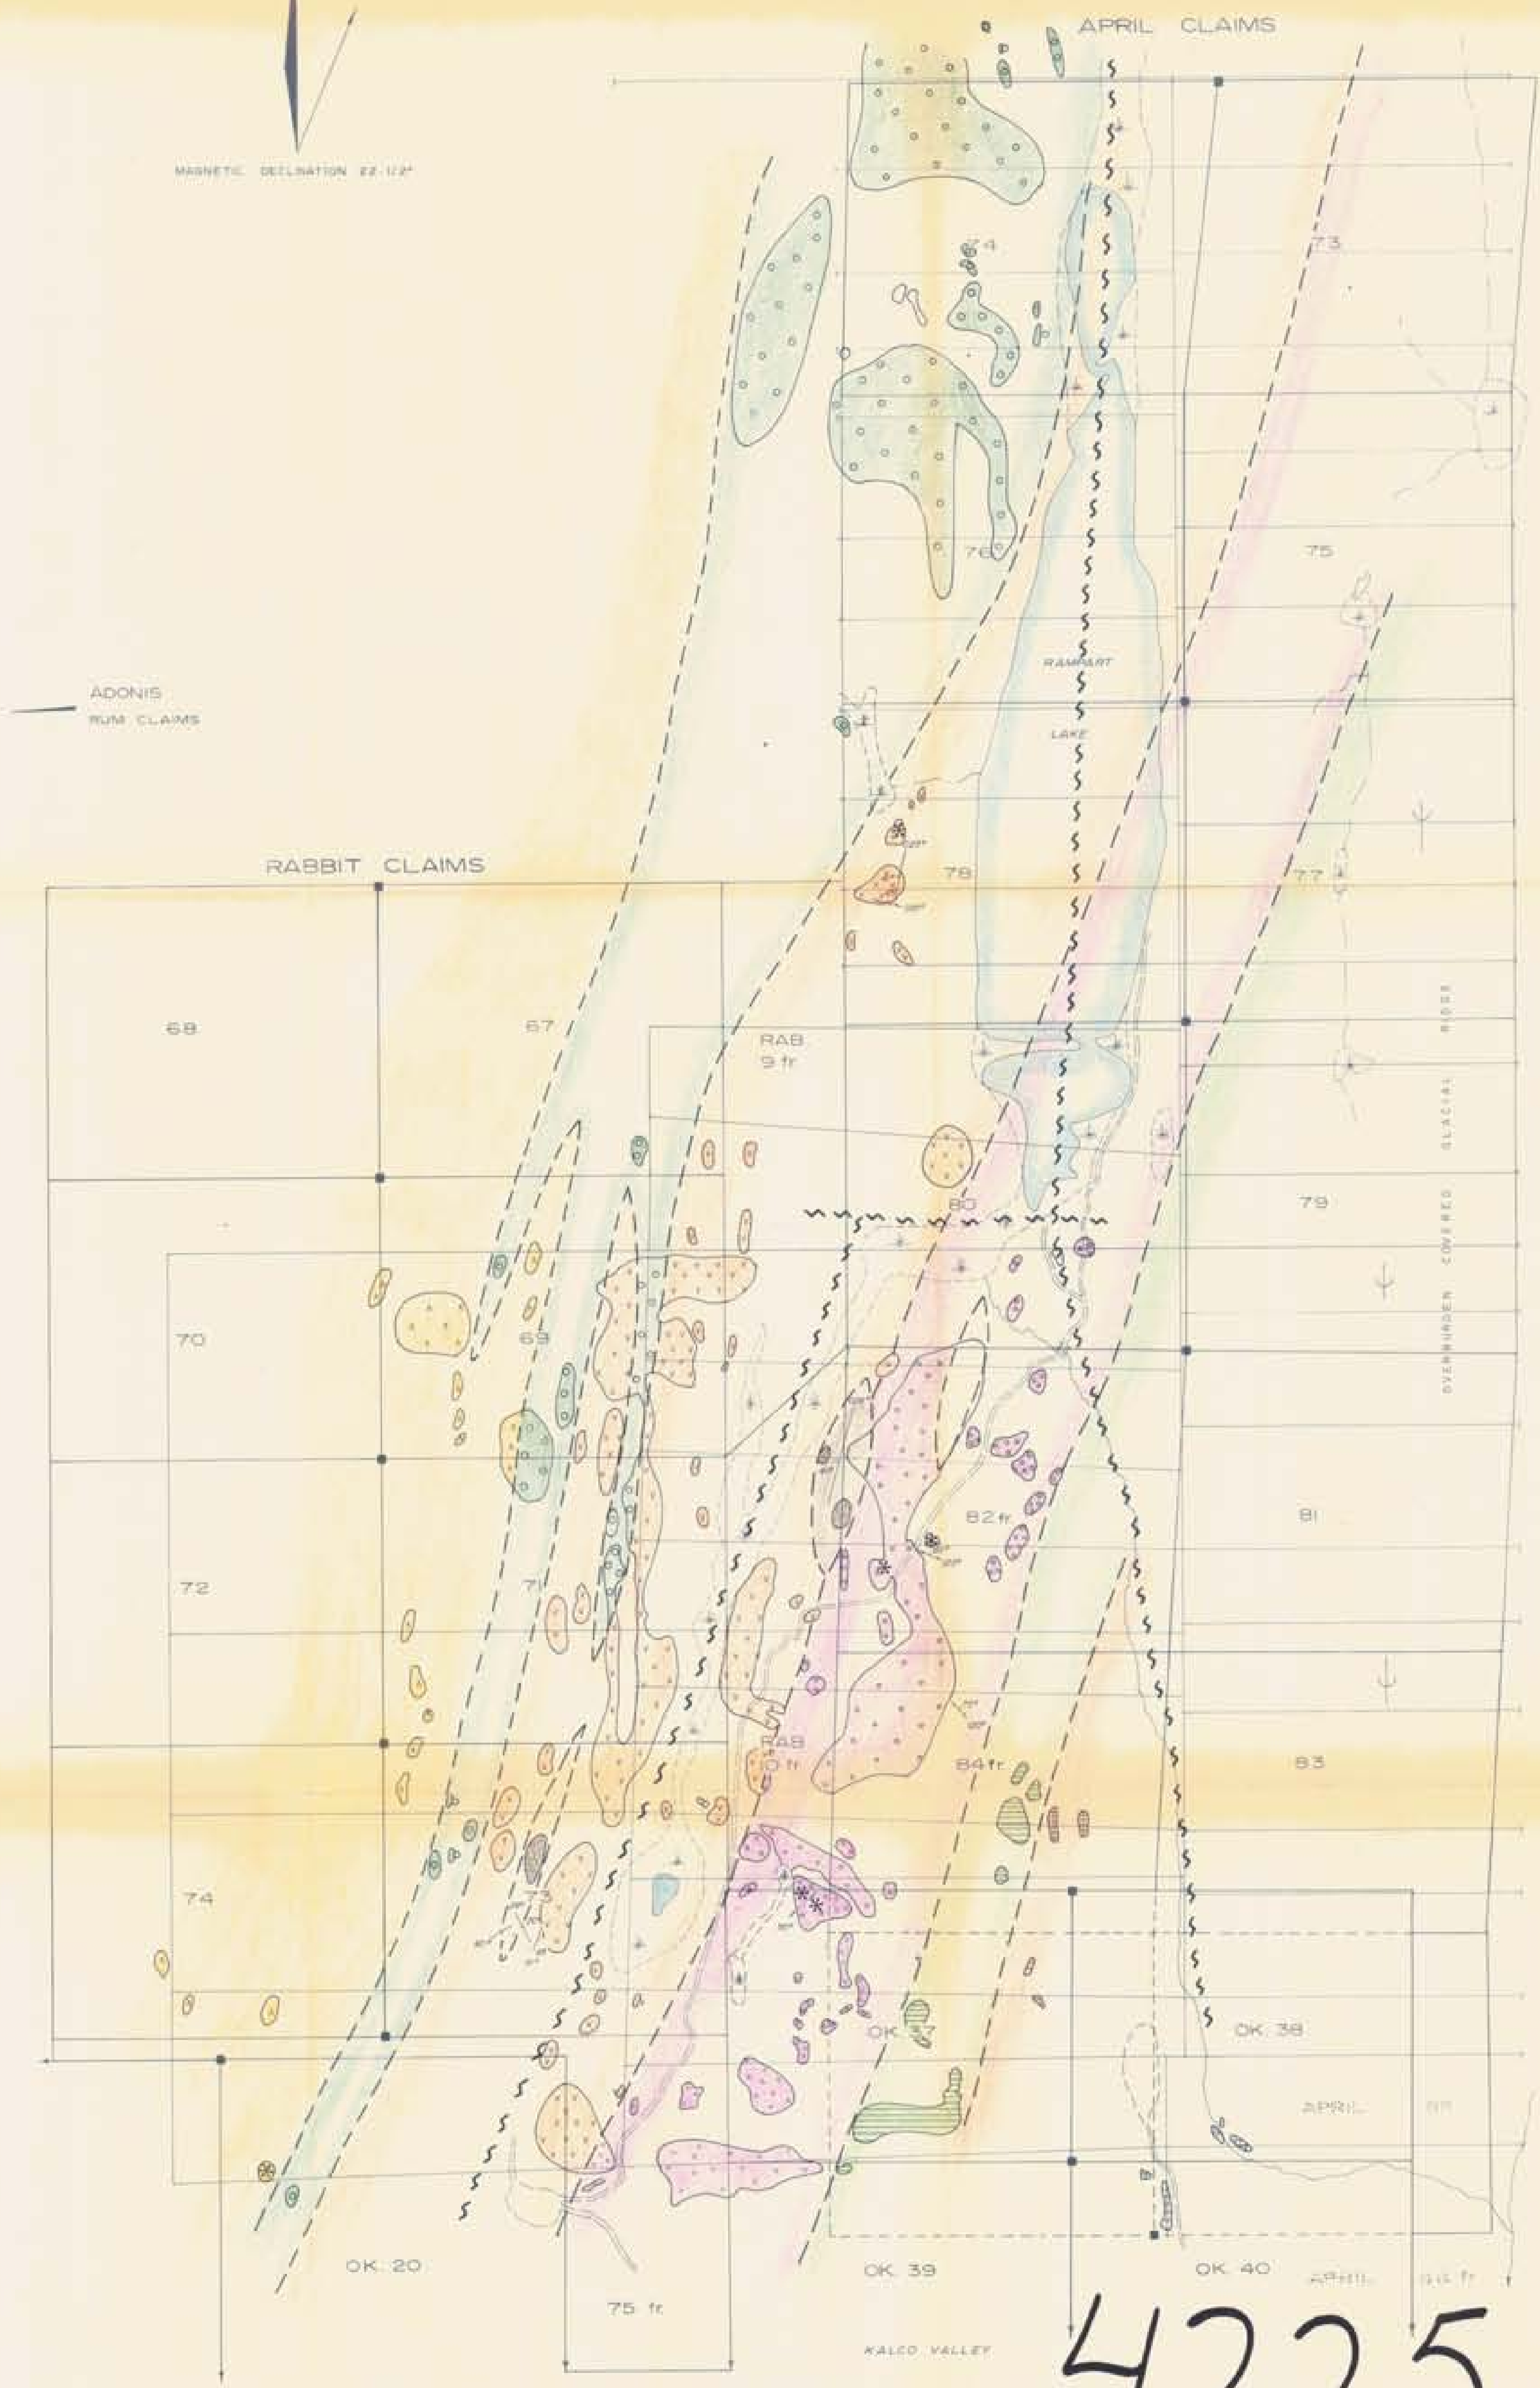 APRIL CLAIMS
MAGNETIC DECLINATION 22-1/2°
74
73
76
75
RAMPART
LAKE
ADONIS
RUM CLAIMS
RABBIT CLAIMS
78
77
68
67
RAB
9 fr
OVERBURDEN COVERED GLACIAL RIDGE
80
79
70
69
82 fr.
81
72
71
RAB
84 fr.
83
74
73
OK
OK 38
APRIL
OK 20
OK 39
OK 40
75 fr.
KALCO VALLEY
4225